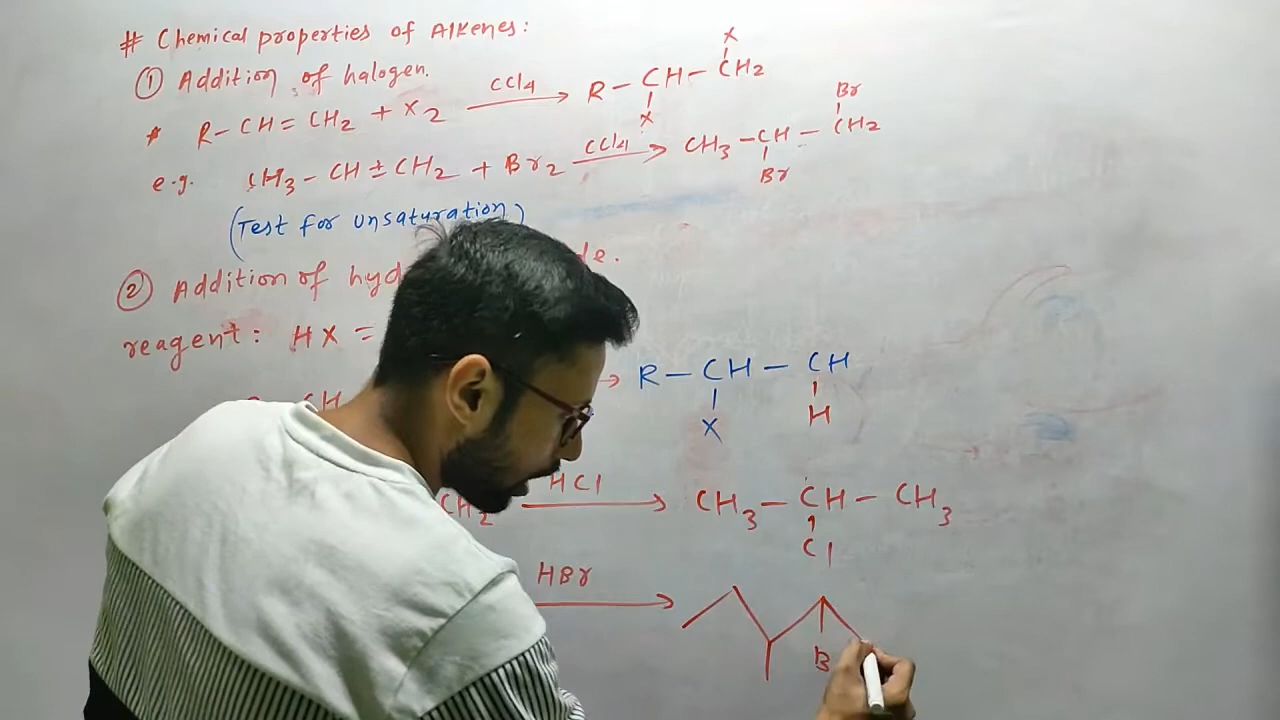 # Chemical properties of Alkenes:
① Addition of halogen.
* R - CH = CH2 + X2 CCl4 → R - CH - CH2
X X
e.g. CH3 - CH = CH2 + Br2 CCl4 → CH3 - CH - CH2
Br Br
(Test for unsaturation)
② Addition of
reagent: HX =
CH → R - CH - CH
X H
CH2 HCl → CH3 - CH - CH3
Cl
HBr →
B